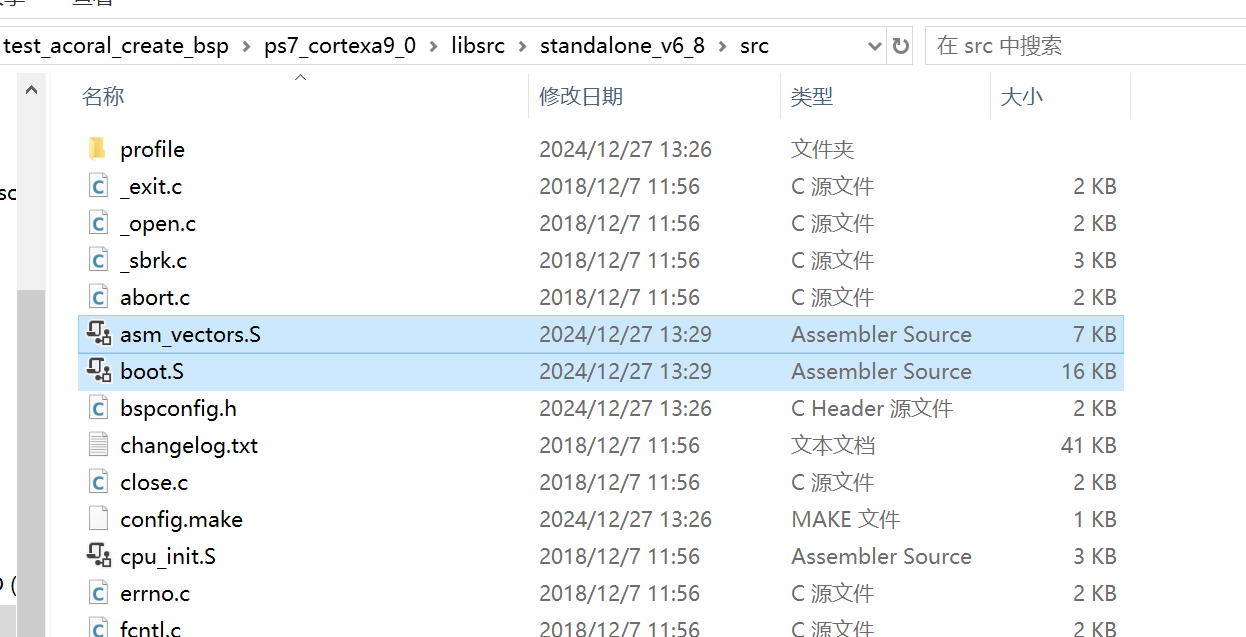 查看
test_acoral_create_bsp › ps7_cortexa9_0 › libsrc › standalone_v6_8 › src 在 src 中搜索
名称 修改日期 类型 大小
profile 2024/12/27 13:26 文件夹
_exit.c 2018/12/7 11:56 C 源文件 2 KB
_open.c 2018/12/7 11:56 C 源文件 2 KB
_sbrk.c 2018/12/7 11:56 C 源文件 3 KB
abort.c 2018/12/7 11:56 C 源文件 2 KB
asm_vectors.S 2024/12/27 13:29 Assembler Source 7 KB
boot.S 2024/12/27 13:29 Assembler Source 16 KB
bspconfig.h 2024/12/27 13:26 C Header 源文件 2 KB
changelog.txt 2018/12/7 11:56 文本文档 41 KB
close.c 2018/12/7 11:56 C 源文件 2 KB
config.make 2024/12/27 13:26 MAKE 文件 1 KB
cpu_init.S 2018/12/7 11:56 Assembler Source 3 KB
errno.c 2018/12/7 11:56 C 源文件 2 KB
fcntl.c 2018/12/7 11:56 C 源文件 2 KB